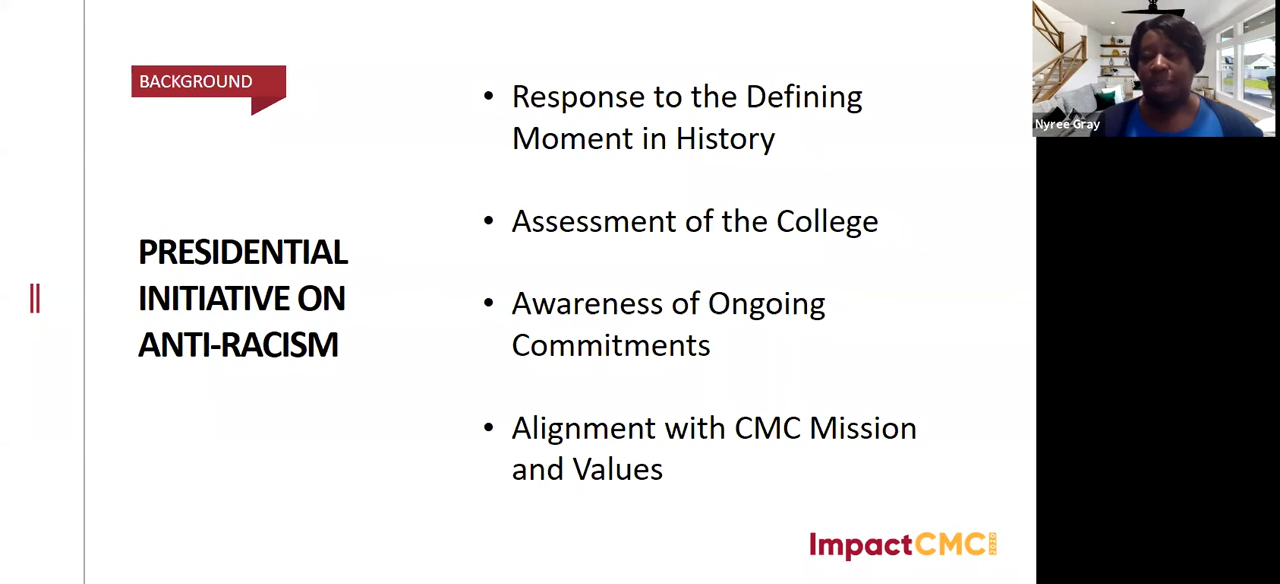 BACKGROUND
PRESIDENTIAL
INITIATIVE ON
ANTI-RACISM
• Response to the Defining
Moment in History
• Assessment of the College
• Awareness of Ongoing
Commitments
• Alignment with CMC Mission
and Values
ImpactCMC
Nyree Gray